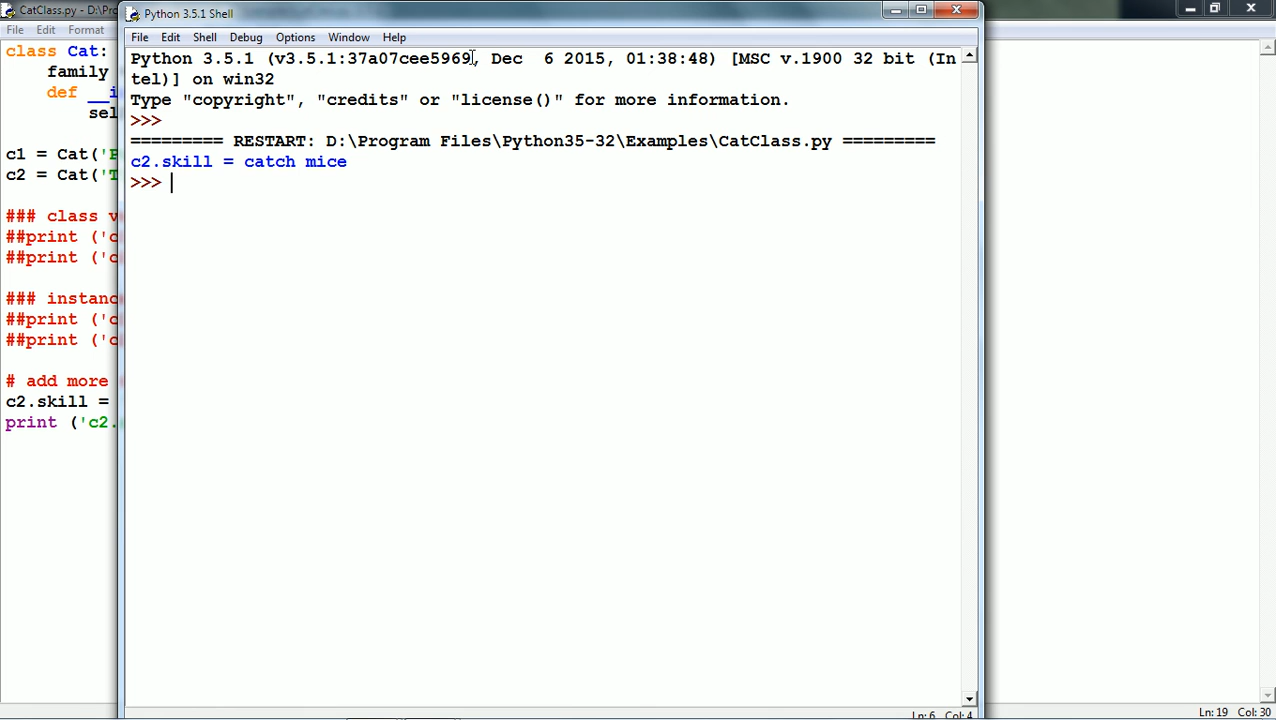 CatClass.py - D:\Pro
Python 3.5.1 Shell
File Edit Format
File Edit Shell Debug Options Window Help
class Cat:
family
def __i
sel
c1 = Cat('
c2 = Cat('T
### class v
##print ('c
##print ('c
### instanc
##print ('c
##print ('c
# add more
c2.skill =
print ('c2.
Python 3.5.1 (v3.5.1:37a07cee5969, Dec  6 2015, 01:38:48) [MSC v.1900 32 bit (In
tel)] on win32
Type "copyright", "credits" or "license()" for more information.
>>>
========= RESTART: D:\Program Files\Python35-32\Examples\CatClass.py =========
c2.skill = catch mice
>>>
Ln: 6 Col: 4
Ln: 19 Col: 30